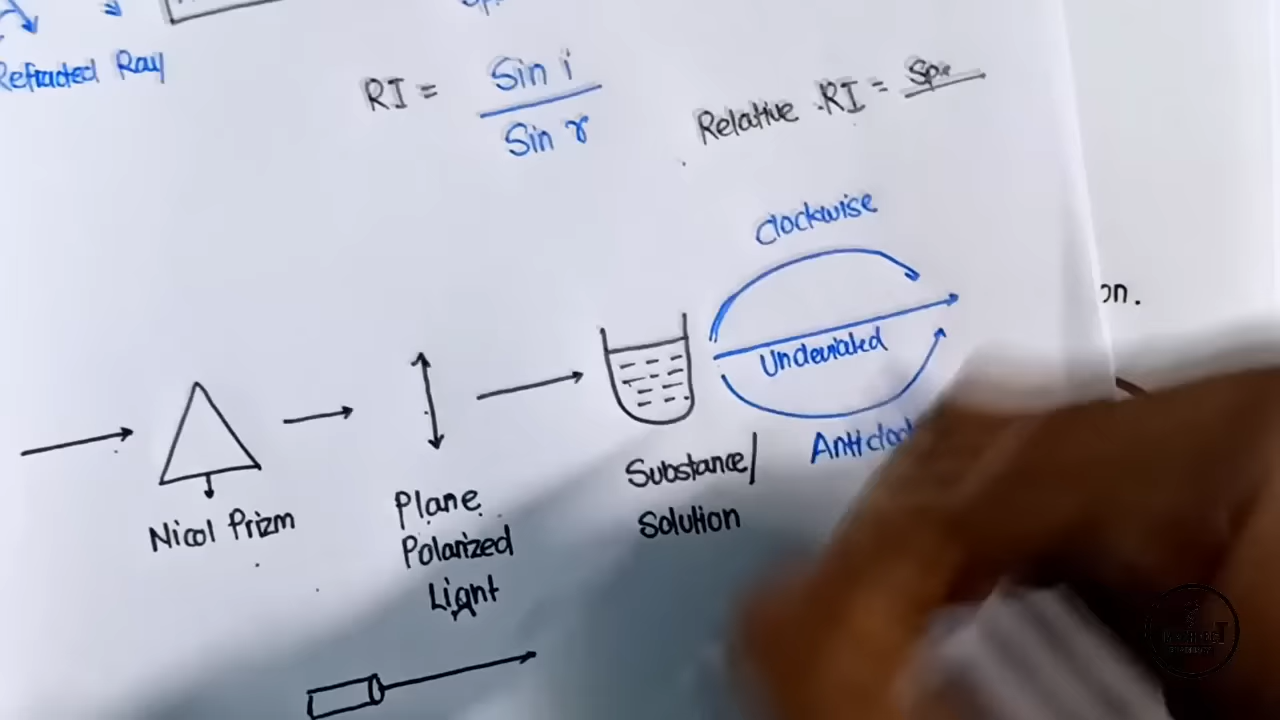 Refracted Ray
RI = Sin i
Sin r
Relative RI =
Clockwise
Undeviated
Substance/
Solution
Nicol Prizm
Plane
Polarized
Light